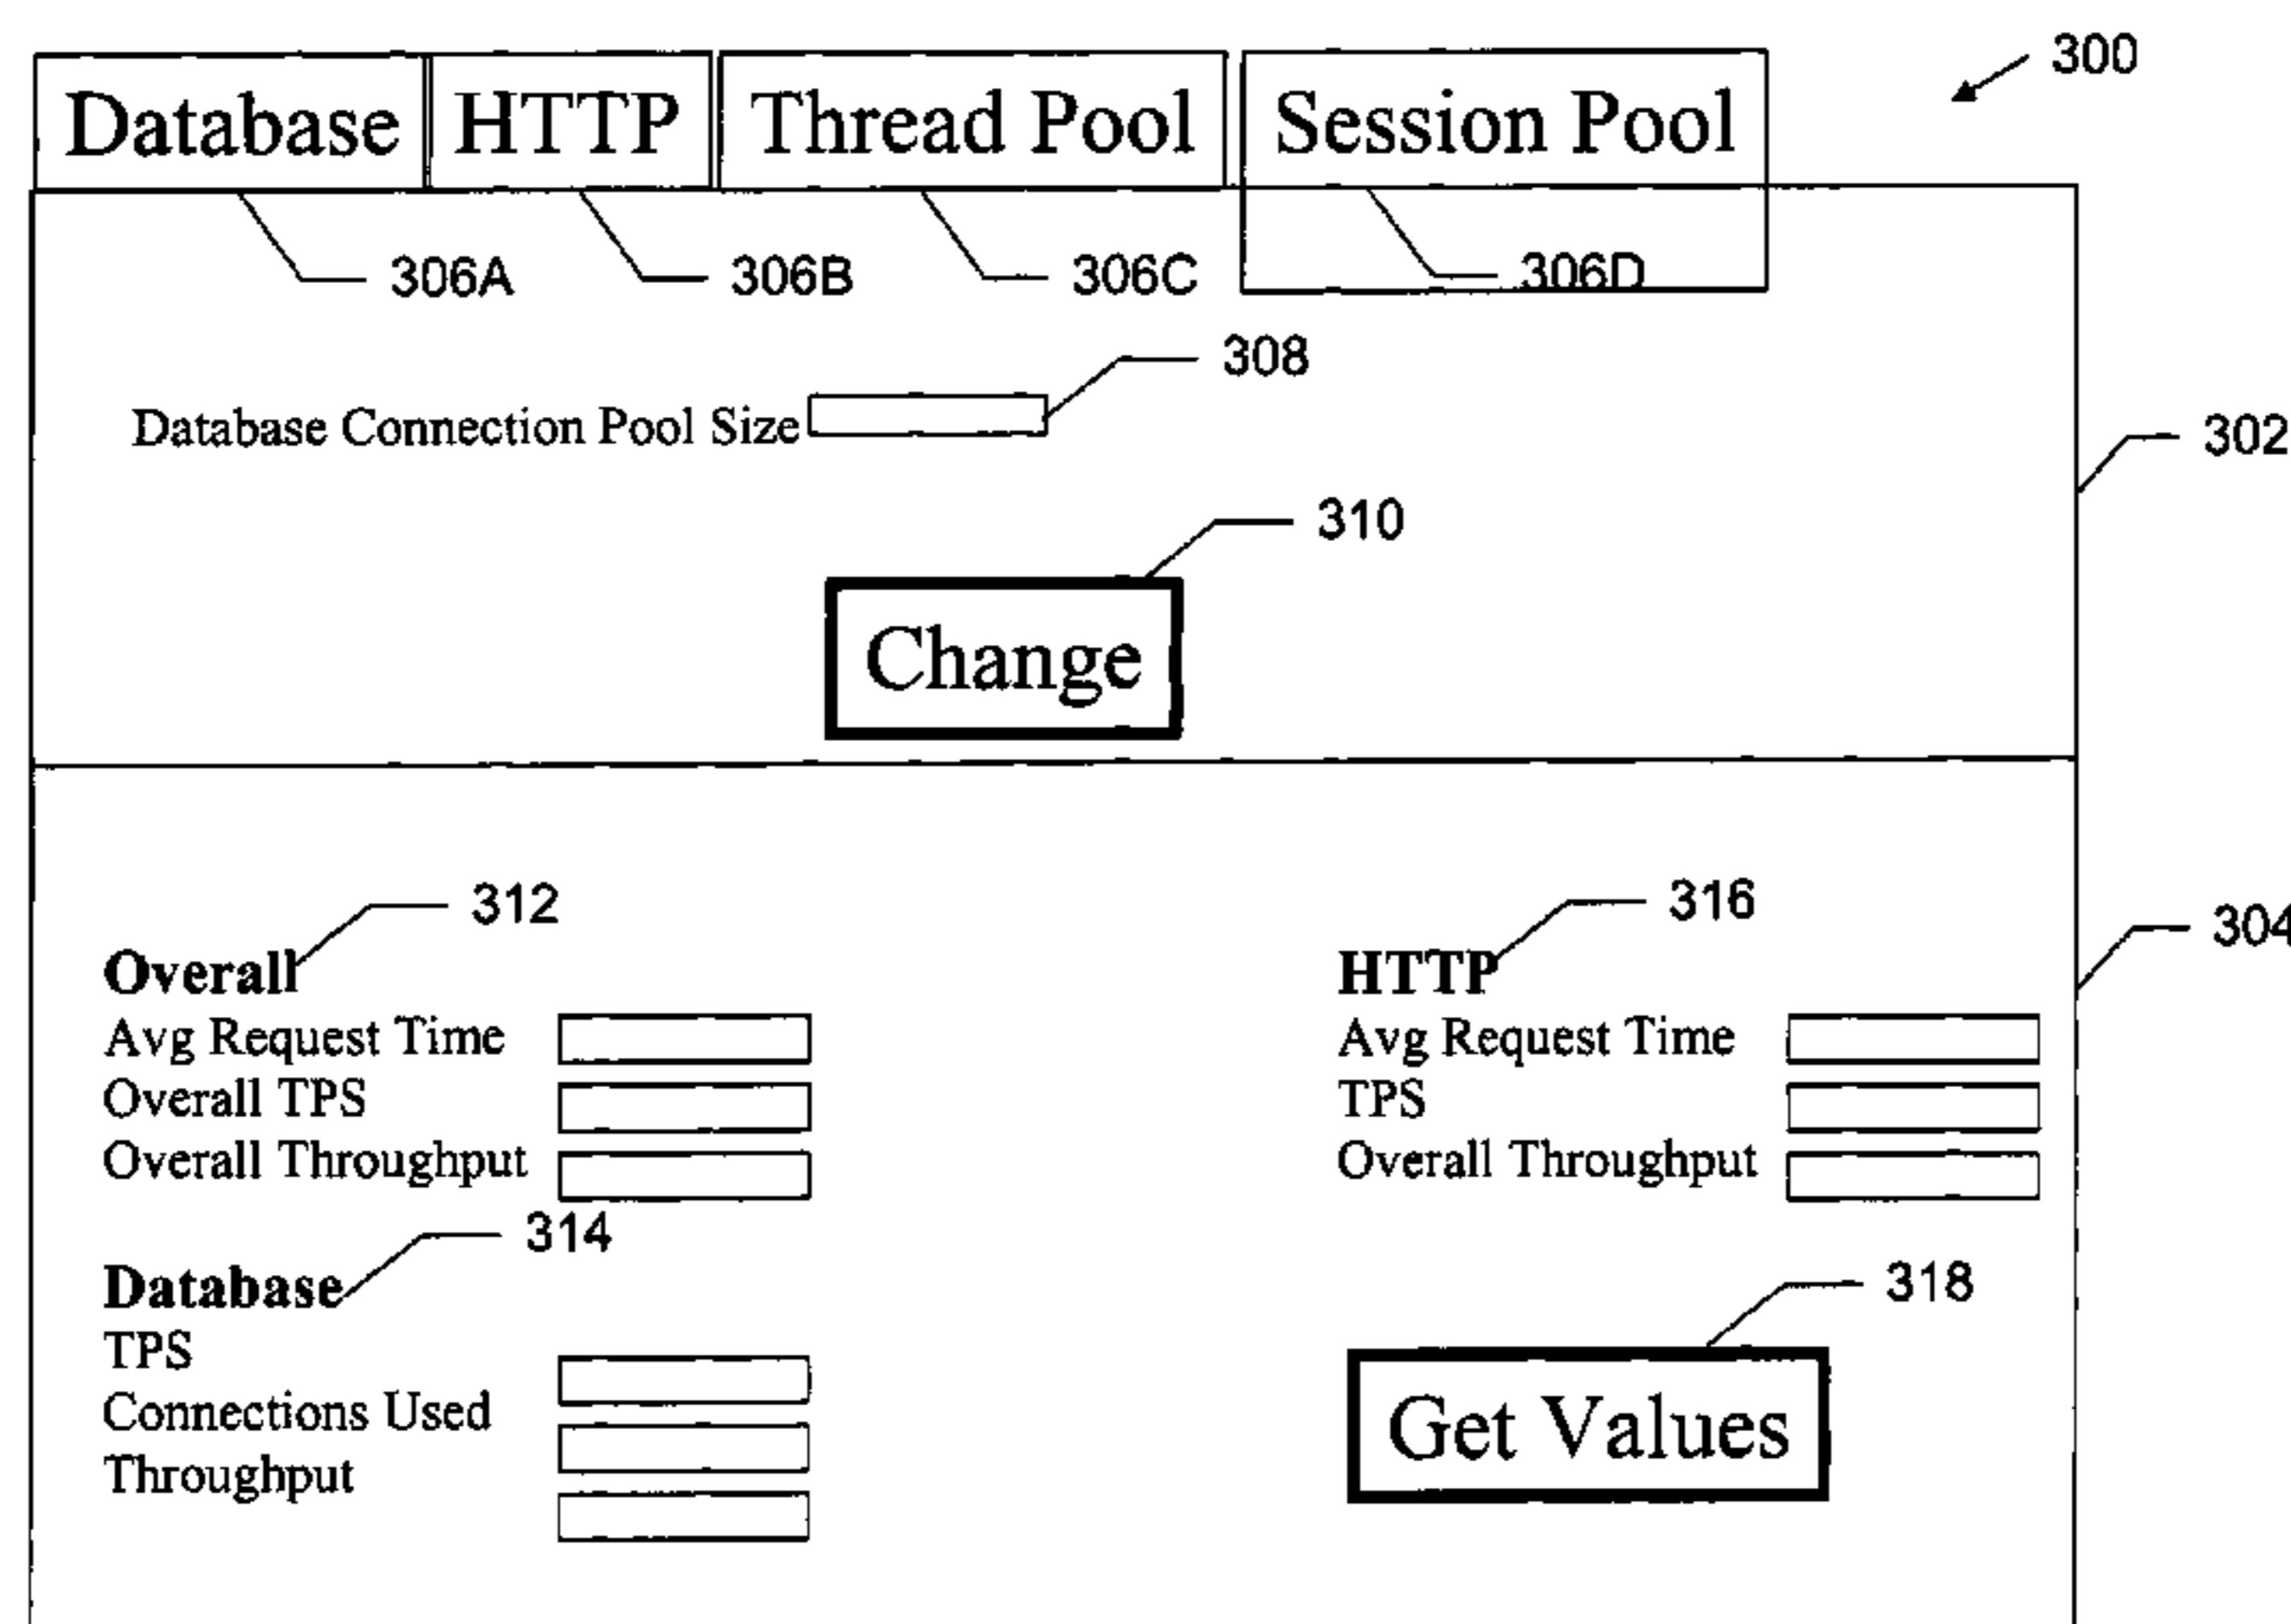 300
Database HTTP Thread Pool Session Pool
306A 306B 306C 306D
308
Database Connection Pool Size
302
310
Change
312
316
304
Overall
Avg Request Time
Overall TPS
Overall Throughput
HTTP
Avg Request Time
TPS
Overall Throughput
314
Database
TPS
Connections Used
Throughput
318
Get Values